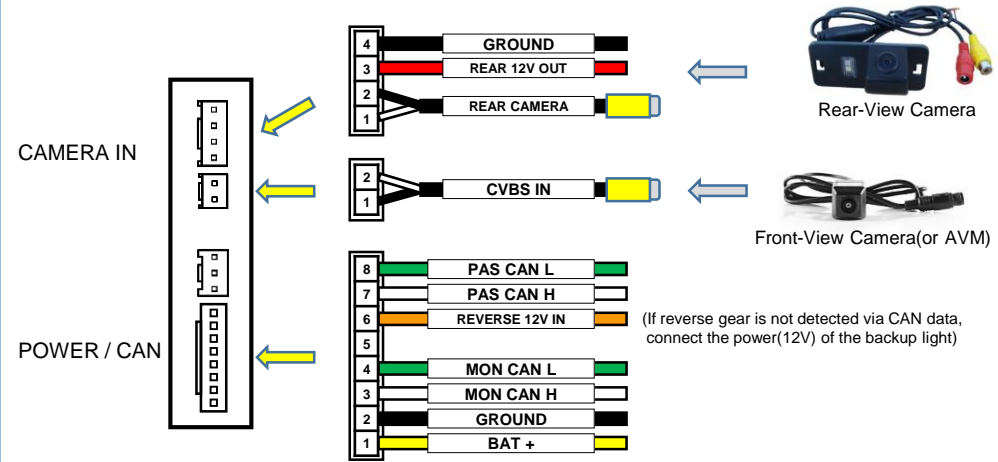 CAMERA IN
POWER / CAN
4 GROUND
3 REAR 12V OUT
2
REAR CAMERA
1
Rear-View Camera
2
CVBS IN
1
Front-View Camera(or AVM)
8 PAS CAN L
7 PAS CAN H
6 REVERSE 12V IN
(If reverse gear is not detected via CAN data,
connect the power(12V) of the backup light)
5
4 MON CAN L
3 MON CAN H
2 GROUND
1 BAT +